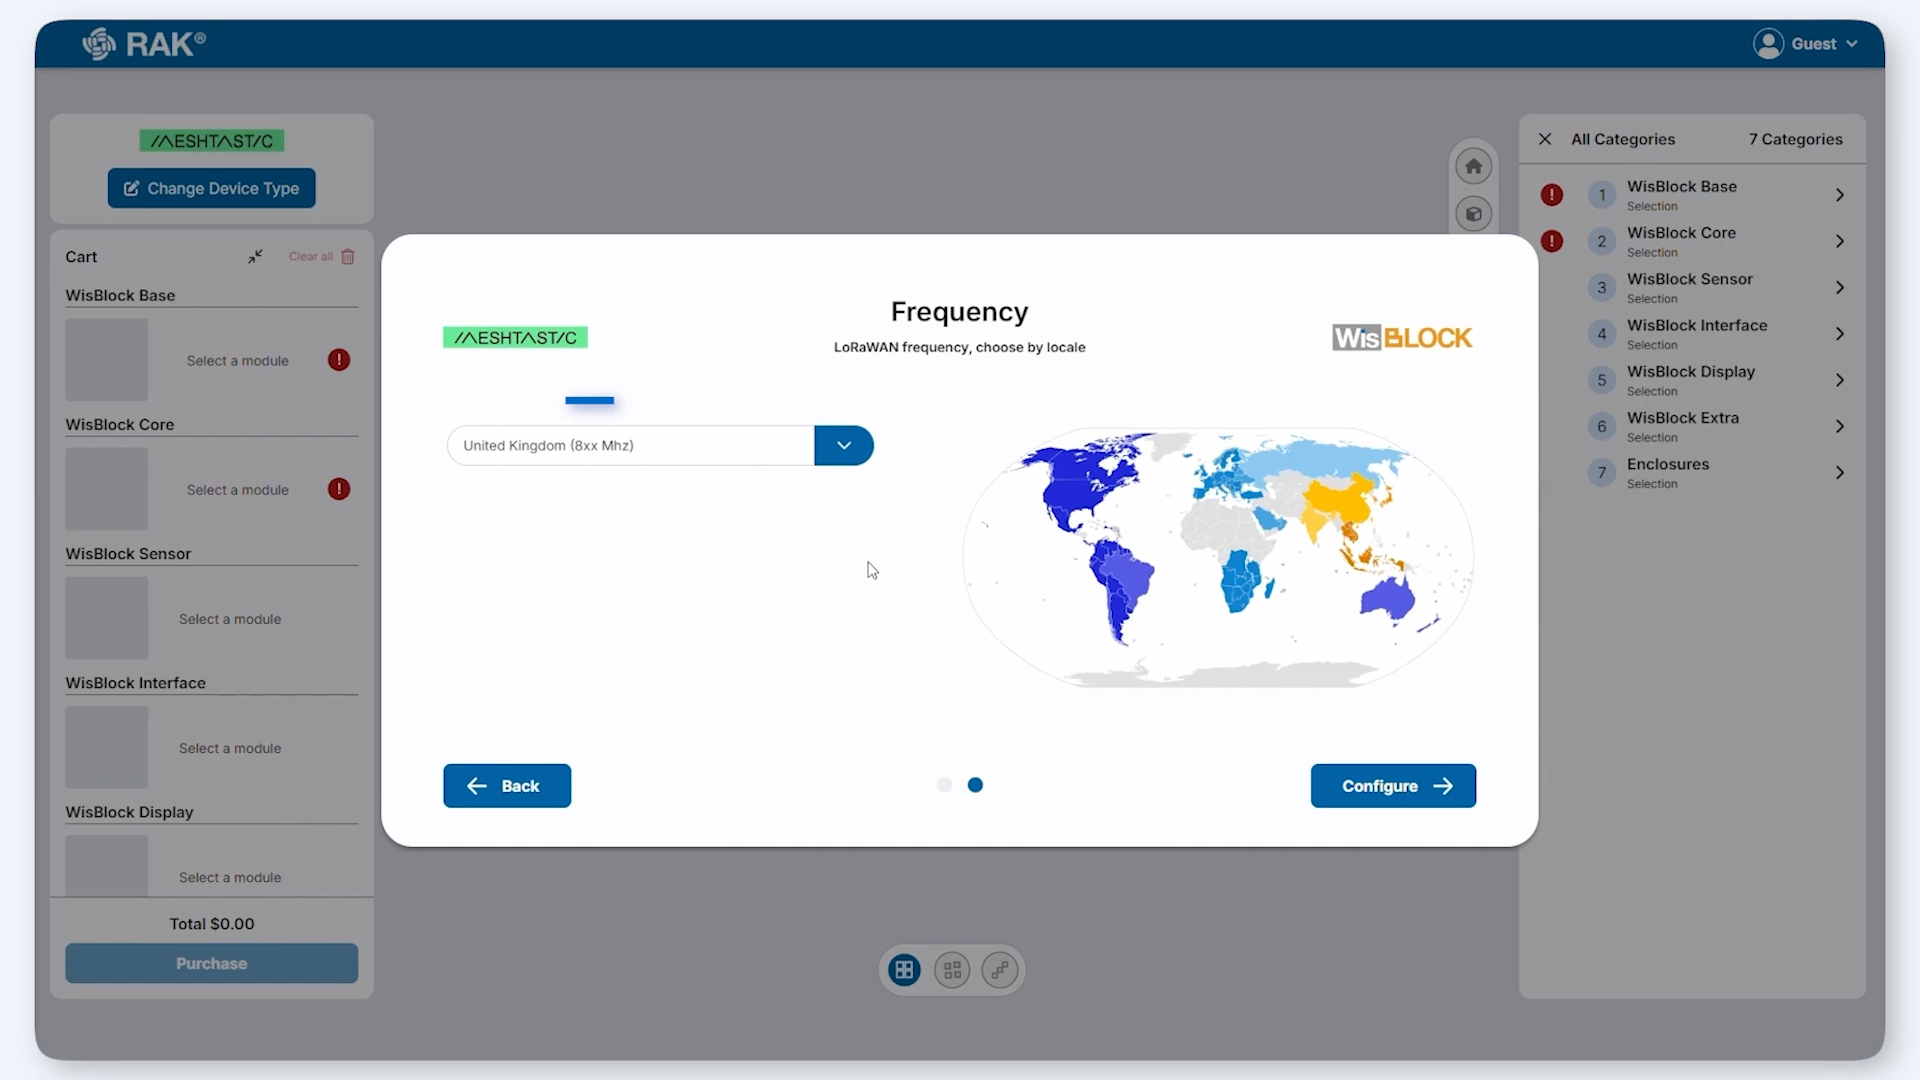 RAK®
Guest
//\ESHT/\ST/C
Change Device Type
Cart
Clear all
WisBlock Base
Select a module
!
WisBlock Core
Select a module
!
WisBlock Sensor
Select a module
WisBlock Interface
Select a module
WisBlock Display
Select a module
Total $0.00
Purchase
Frequency
LoRaWAN frequency, choose by locale
//\ESHT/\ST/C
WisBLOCK
United Kingdom (8xx Mhz)
Back
Configure
All Categories
7 Categories
! 1 WisBlock Base
Selection
! 2 WisBlock Core
Selection
3 WisBlock Sensor
Selection
4 WisBlock Interface
Selection
5 WisBlock Display
Selection
6 WisBlock Extra
Selection
7 Enclosures
Selection